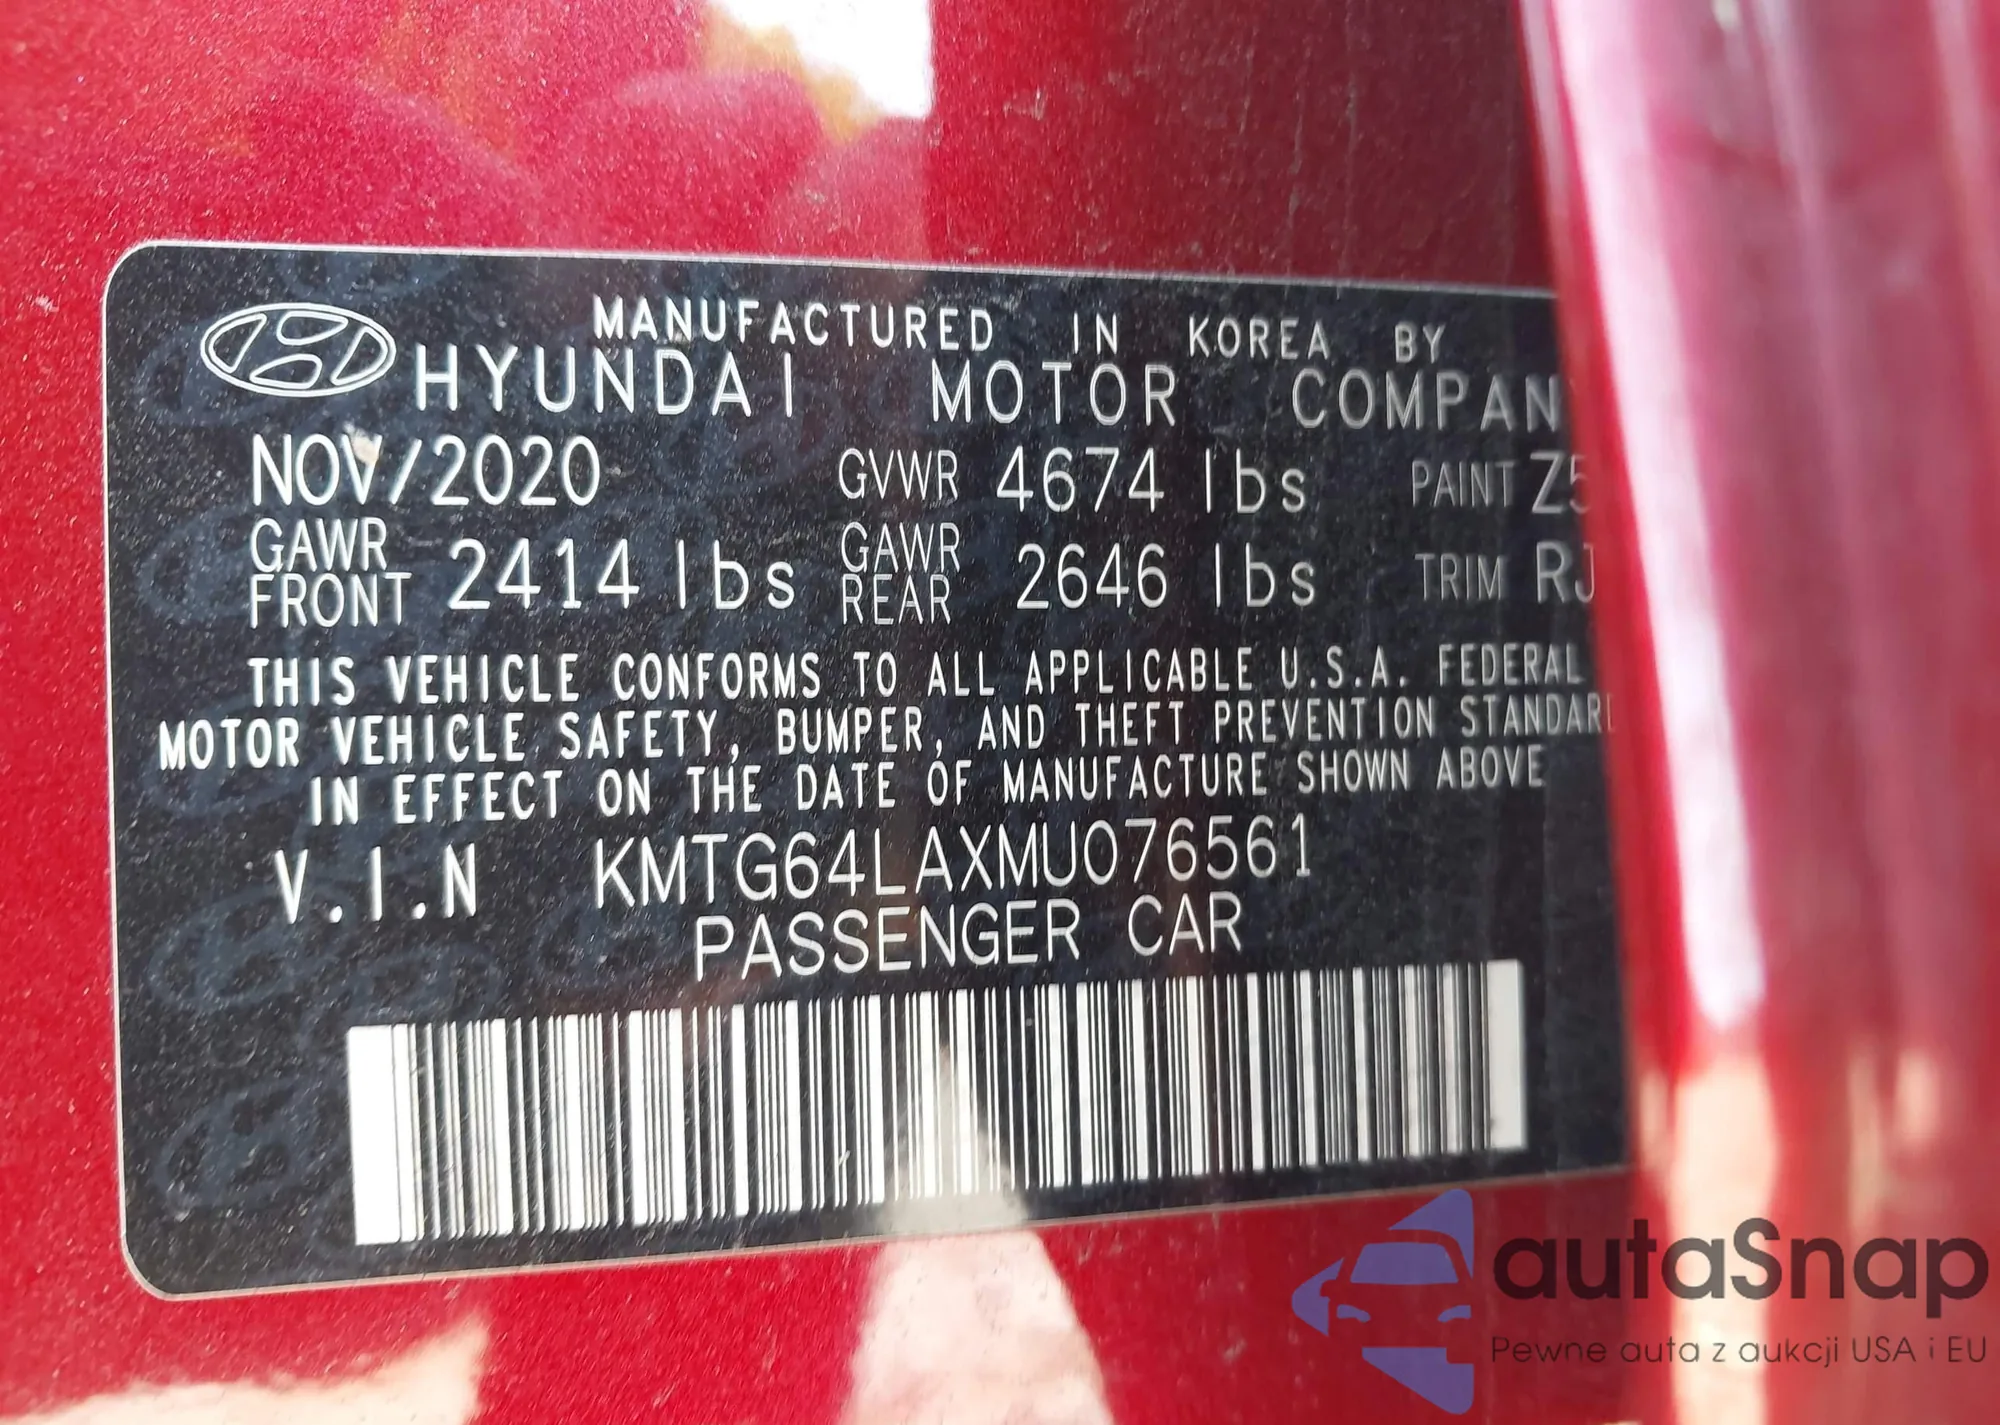 MANUFACTURED IN KOREA BY
HYUNDAI MOTOR COMPAN
NOV/2020 GVWR 4674 lbs PAINT Z5
GAWR FRONT 2414 lbs GAWR REAR 2646 lbs TRIM RJ
THIS VEHICLE CONFORMS TO ALL APPLICABLE U.S.A. FEDERAL
MOTOR VEHICLE SAFETY, BUMPER, AND THEFT PREVENTION STANDAR
IN EFFECT ON THE DATE OF MANUFACTURE SHOWN ABOVE
V.I.N KMTG64LAXMU076561
PASSENGER CAR
autaSnap
Pewne auta z aukcji USA i EU